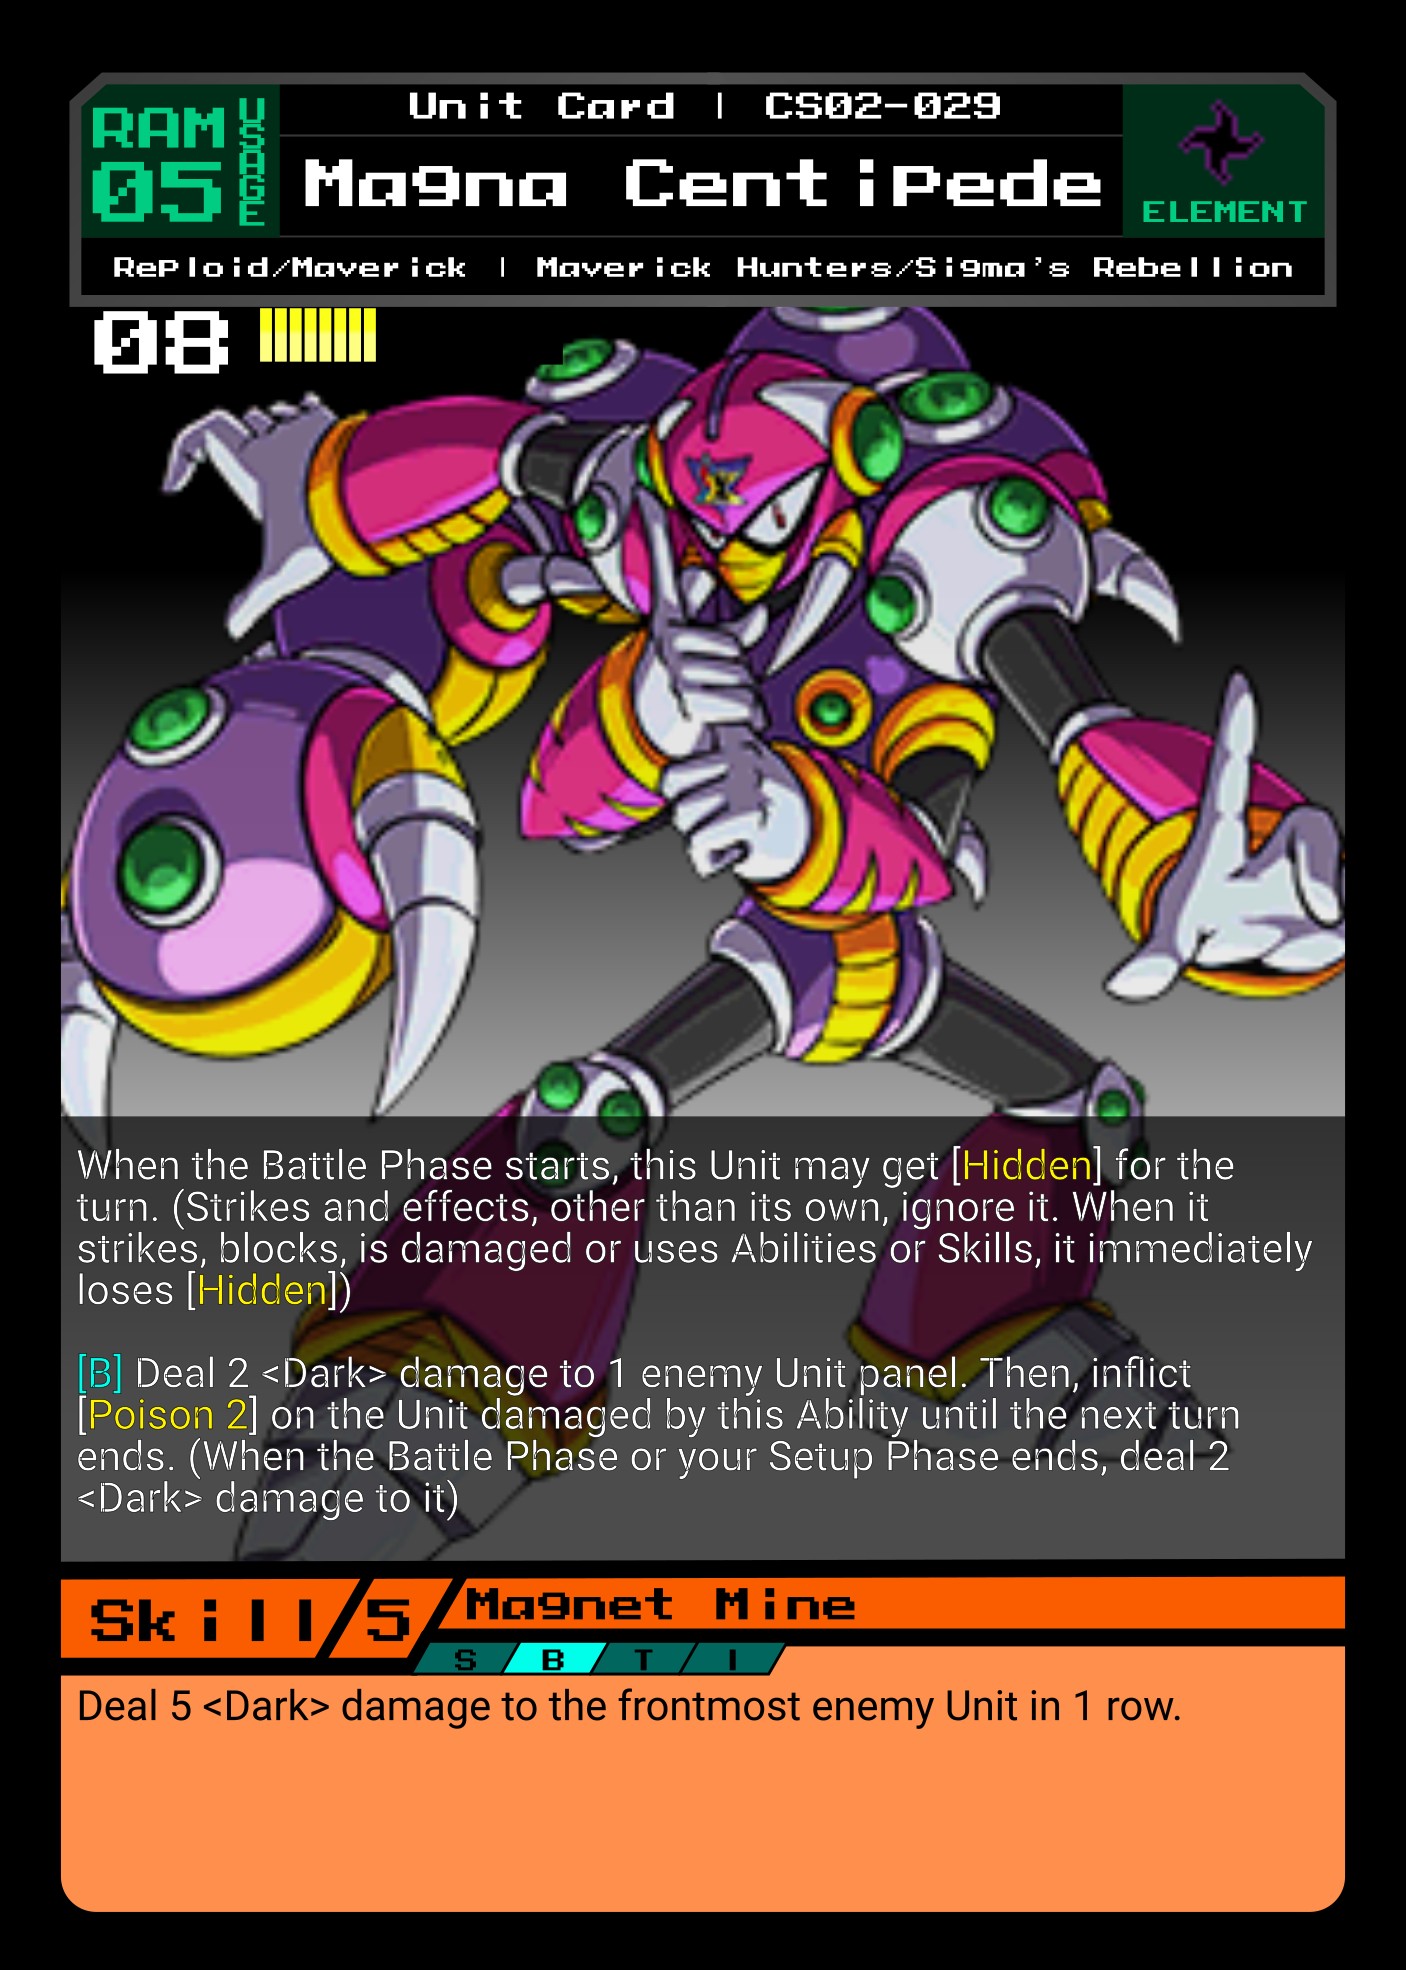 Unit Card | CS02-029
RAM 05 USAGE
Magna Centipede
ELEMENT
Reploid/Maverick | Maverick Hunters/Sigma's Rebellion
08
When the Battle Phase starts, this Unit may get [Hidden] for the
turn. (Strikes and effects, other than its own, ignore it. When it
strikes, blocks, is damaged or uses Abilities or Skills, it immediately
loses [Hidden])
[B] Deal 2 <Dark> damage to 1 enemy Unit panel. Then, inflict
[Poison 2] on the Unit damaged by this Ability until the next turn
ends. (When the Battle Phase or your Setup Phase ends, deal 2
<Dark> damage to it)
Skill/5 Magnet Mine
S B T I
Deal 5 <Dark> damage to the frontmost enemy Unit in 1 row.